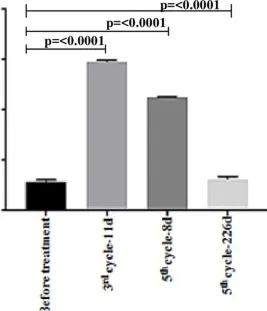 p=<0.0001
p=<0.0001
p=<0.0001
Before treatment
3rd cycle-11d
5th cycle-8d
5th cycle-226d